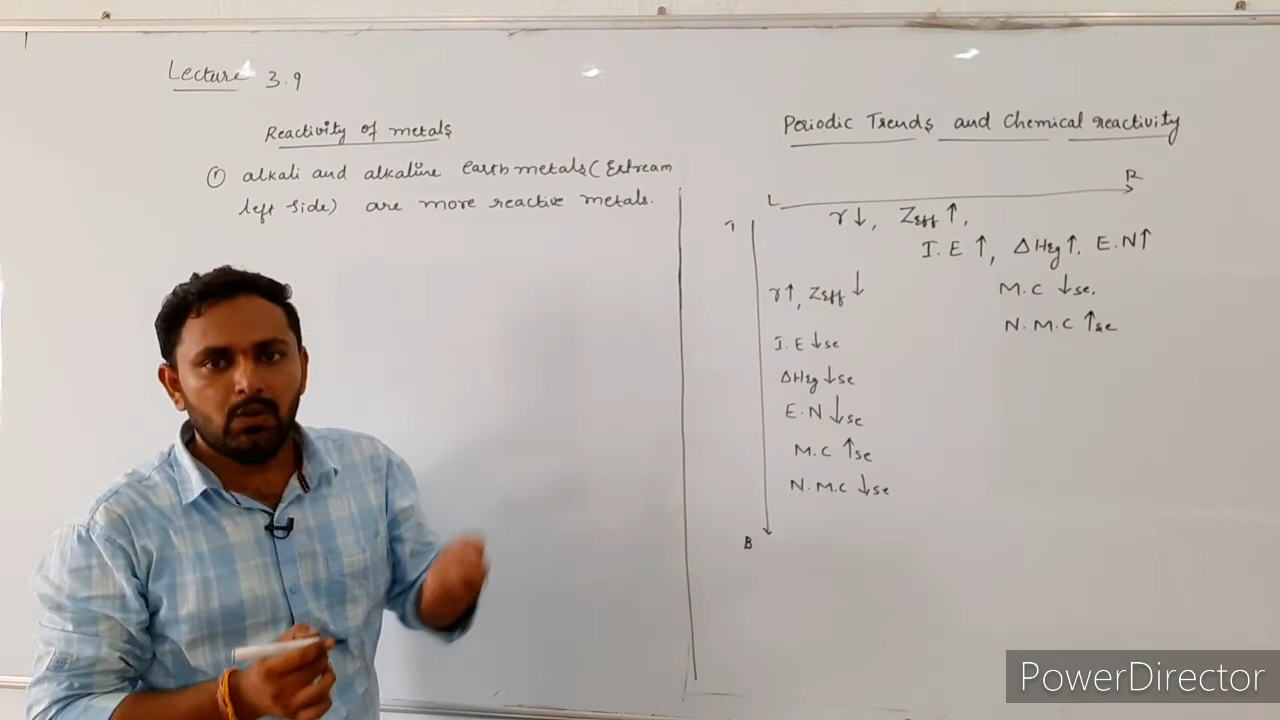 Lecture 3.9
Reactivity of metals
① alkali and alkaline earth metals (Extream
left side) are more reactive metals.
Periodic Trends and Chemical reactivity
L R
r↓, Zeff ↑,
I.E ↑, ΔHeg ↑, E.N ↑
M.C ↓se.
N.M.C ↑se
T
r↑, Zeff ↓
I.E ↓se
ΔHeg ↓se
E.N ↓se
M.C ↑se
N.M.C ↓se
B
PowerDirector